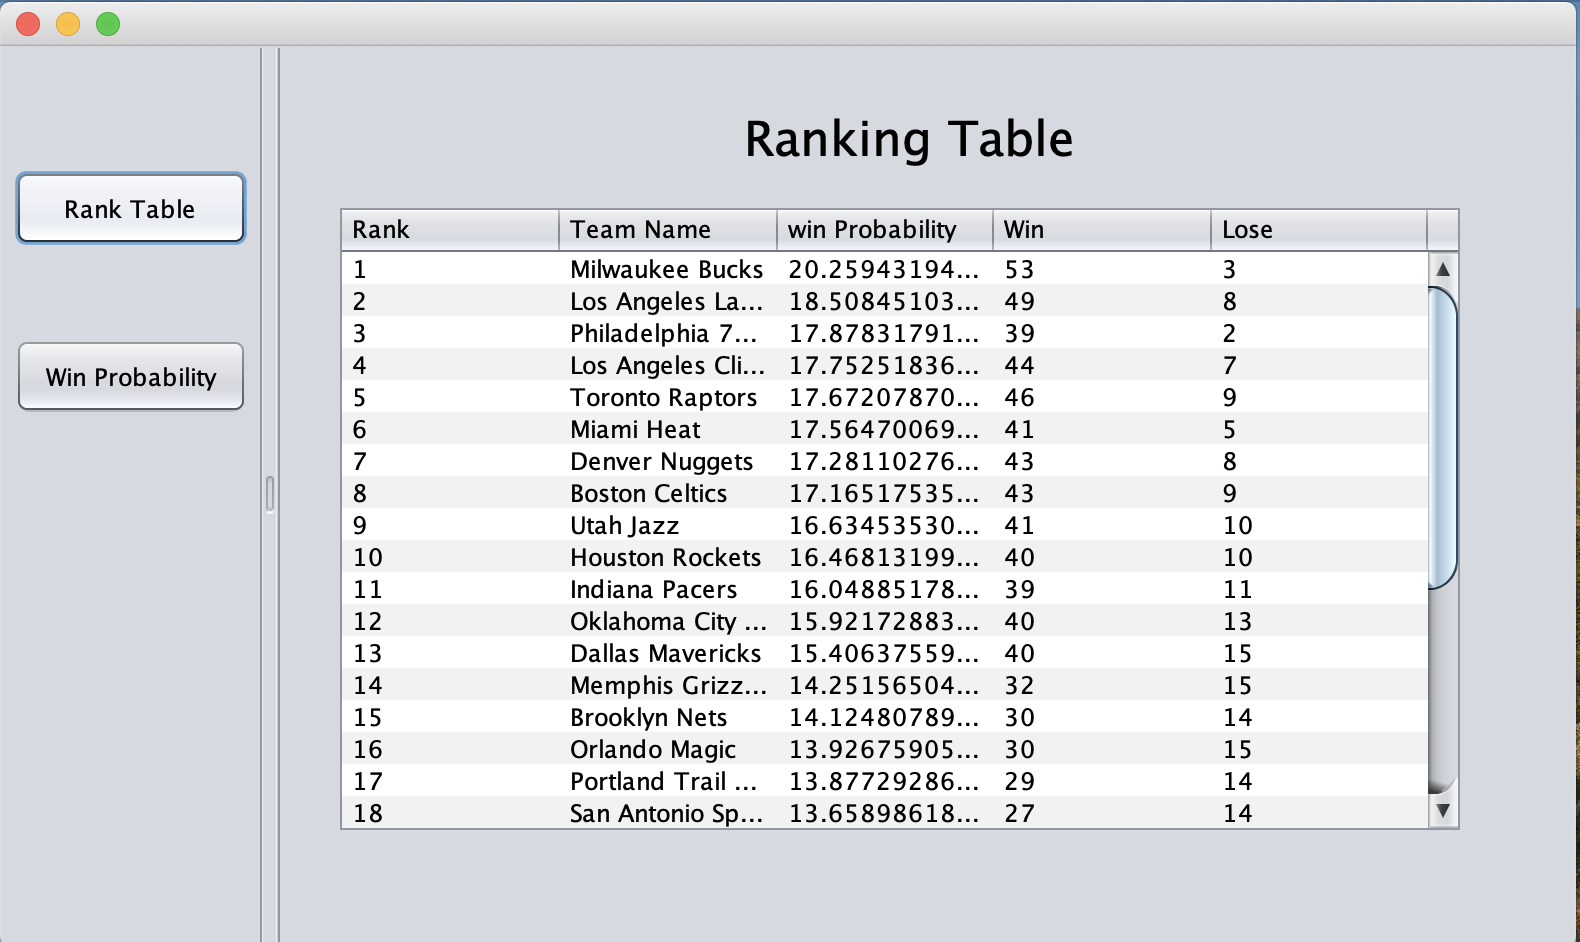 Ranking Table
Rank Table
Win Probability
Rank Team Name win Probability Win Lose
1 Milwaukee Bucks 20.25943194... 53 3
2 Los Angeles La... 18.50845103... 49 8
3 Philadelphia 7... 17.87831791... 39 2
4 Los Angeles Cli... 17.75251836... 44 7
5 Toronto Raptors 17.67207870... 46 9
6 Miami Heat 17.56470069... 41 5
7 Denver Nuggets 17.28110276... 43 8
8 Boston Celtics 17.16517535... 43 9
9 Utah Jazz 16.63453530... 41 10
10 Houston Rockets 16.46813199... 40 10
11 Indiana Pacers 16.04885178... 39 11
12 Oklahoma City ... 15.92172883... 40 13
13 Dallas Mavericks 15.40637559... 40 15
14 Memphis Grizz... 14.25156504... 32 15
15 Brooklyn Nets 14.12480789... 30 14
16 Orlando Magic 13.92675905... 30 15
17 Portland Trail ... 13.87729286... 29 14
18 San Antonio Sp... 13.65898618... 27 14